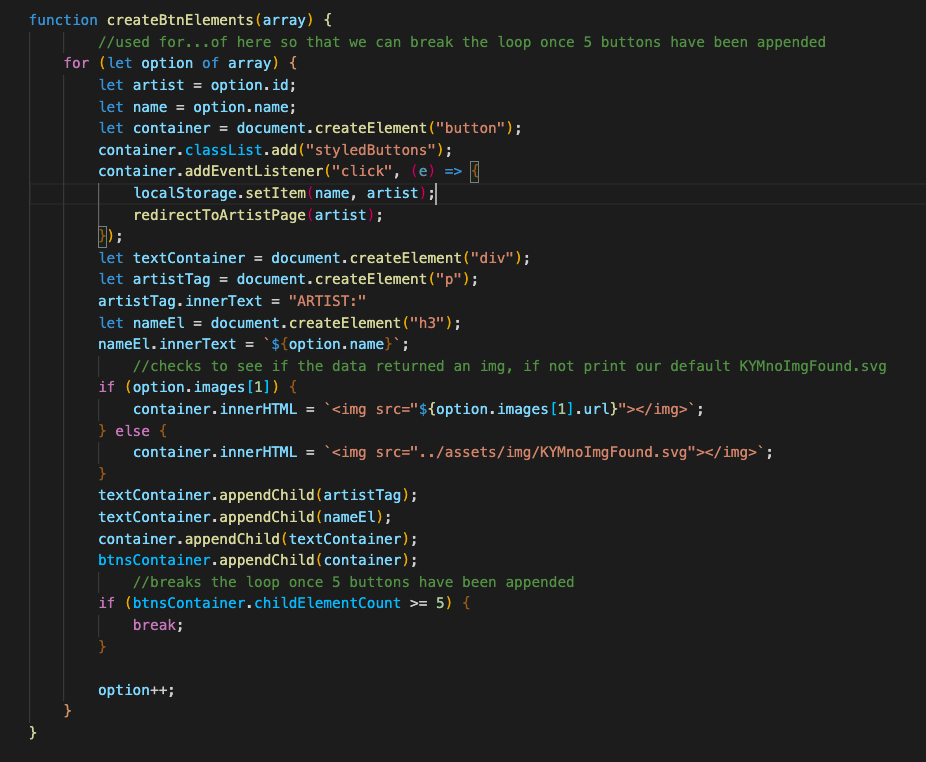 function createBtnElements(array) {
        //used for...of here so that we can break the loop once 5 buttons have been appended
    for (let option of array) {
        let artist = option.id;
        let name = option.name;
        let container = document.createElement("button");
        container.classList.add("styledButtons");
        container.addEventListener("click", (e) => {
            localStorage.setItem(name, artist);
            redirectToArtistPage(artist);
        });
        let textContainer = document.createElement("div");
        let artistTag = document.createElement("p");
        artistTag.innerText = "ARTIST:"
        let nameEl = document.createElement("h3");
        nameEl.innerText = `${option.name}`;
            //checks to see if the data returned an img, if not print our default KYMnoImgFound.svg
        if (option.images[1]) {
            container.innerHTML = `<img src="${option.images[1].url}"></img>`;
        } else {
            container.innerHTML = `<img src="../assets/img/KYMnoImgFound.svg"></img>`;
        }
        textContainer.appendChild(artistTag);
        textContainer.appendChild(nameEl);
        container.appendChild(textContainer);
        btnsContainer.appendChild(container);
            //breaks the loop once 5 buttons have been appended
        if (btnsContainer.childElementCount >= 5) {
            break;
        }

        option++;
    }
}